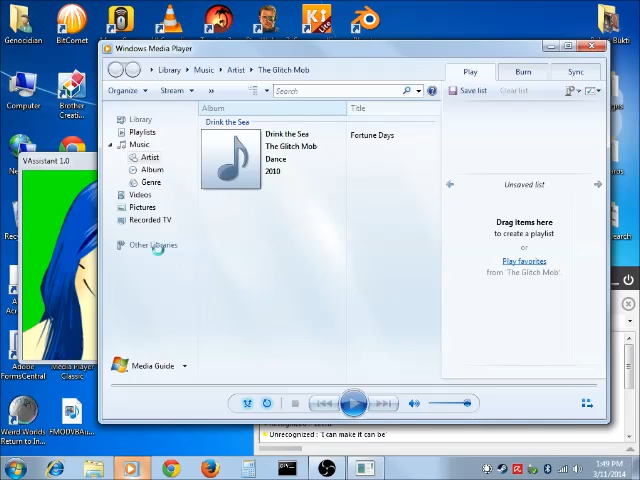 Genocidian
BitComet
Windows Media Player
Library
Music
Artist
The Glitch Mob
Play
Burn
Sync
Organize
Stream
»
Search
Save list
Clear list
Computer
Brother
Creati...
Album
Title
Library
Playlists
Music
Artist
Album
Genre
Videos
Pictures
Recorded TV
Other Libraries
Drink the Sea
Drink the Sea
The Glitch Mob
Dance
2010
Fortune Days
VAssistant 1.0
Unsaved list
Drag items here
to create a playlist
or
Play favorites
from 'The Glitch Mob'.
Media Guide
Adobe
FormsCentral
Media Player
Classic
Weird Worlds
Return to In...
FMODVBAu...
Unrecognized : 'I can make it can be'
1:49 PM
3/11/2014